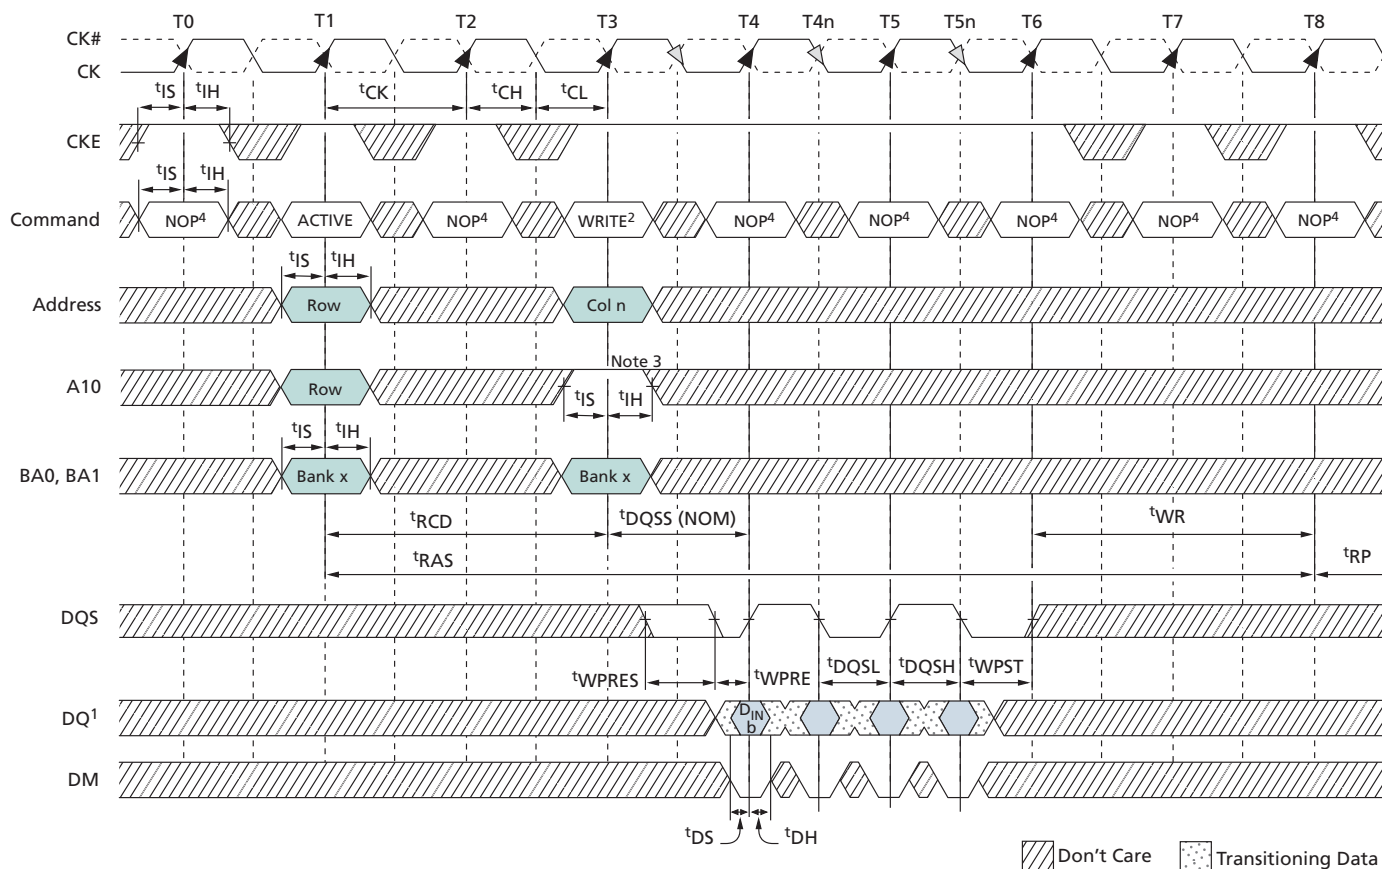 T0 T1 T2 T3 T4 T4n T5 T5n T6 T7 T8
CK#
CK
tIS tIH tCK tCH tCL
CKE
tIS tIH
Command NOP4 ACTIVE NOP4 WRITE2 NOP4 NOP4 NOP4 NOP4 NOP4
tIS tIH
Address Row Col n
Note 3
A10 Row
tIS tIH
tIS tIH
BA0, BA1 Bank x Bank x
tRCD tDQSS (NOM) tWR
tRAS tRP
DQS
tWPRES tWPRE tDQSL tDQSH tWPST
DQ1 DIN b
DM
tDS tDH
Don't Care Transitioning Data